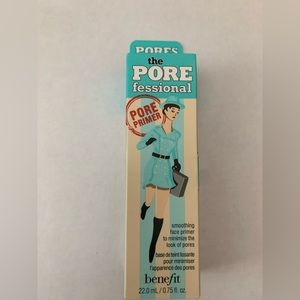 PORES
the
PORE
fessional
PORE
PRIMER
smoothing
face primer
to minimize the
look of pores
base de teint lissante
pour minimiser
l'apparence des pores
benefit
22.0 mL / 0.75 fl. oz.